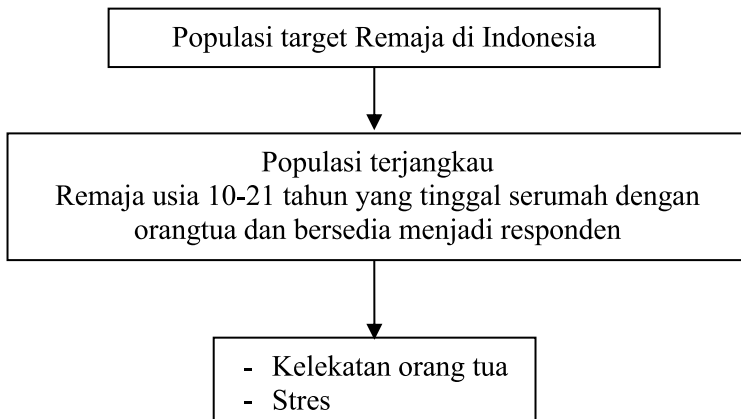 Populasi target Remaja di Indonesia
Populasi terjangkau
Remaja usia 10-21 tahun yang tinggal serumah dengan
orangtua dan bersedia menjadi responden
- Kelekatan orang tua
- Stres